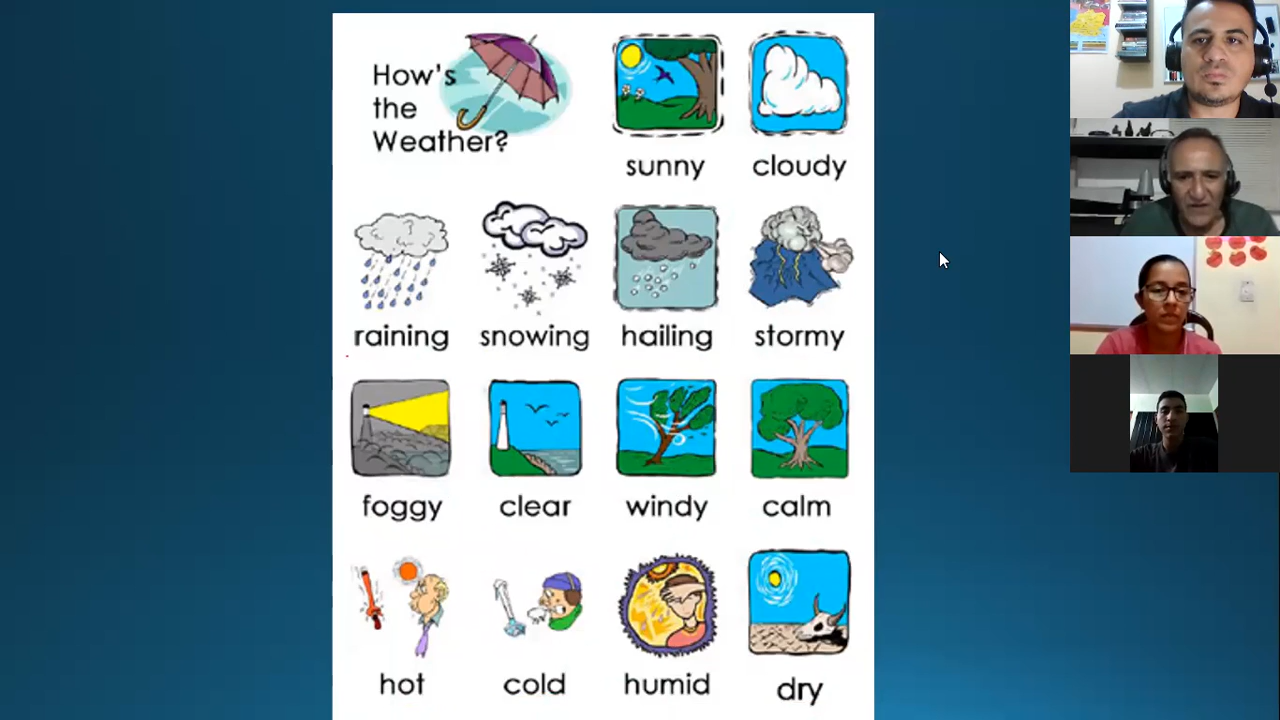 How's
the
Weather?
sunny cloudy
raining snowing hailing stormy
foggy clear windy calm
hot cold humid dry